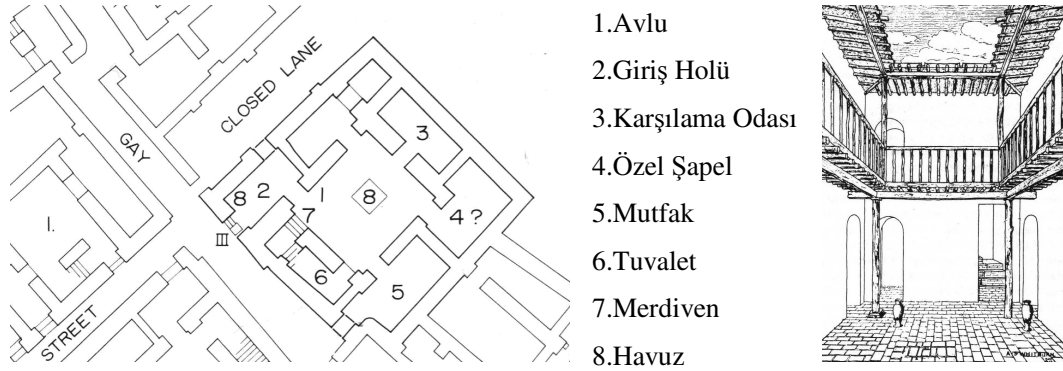 CLOSED LANE
GAY
STREET
1.
III
8
2
1
7
8
3
4?
6
5
1.Avlu
2.Giriş Holü
3.Karşılama Odası
4.Özel Şapel
5.Mutfak
6.Tuvalet
7.Merdiven
8.Havuz